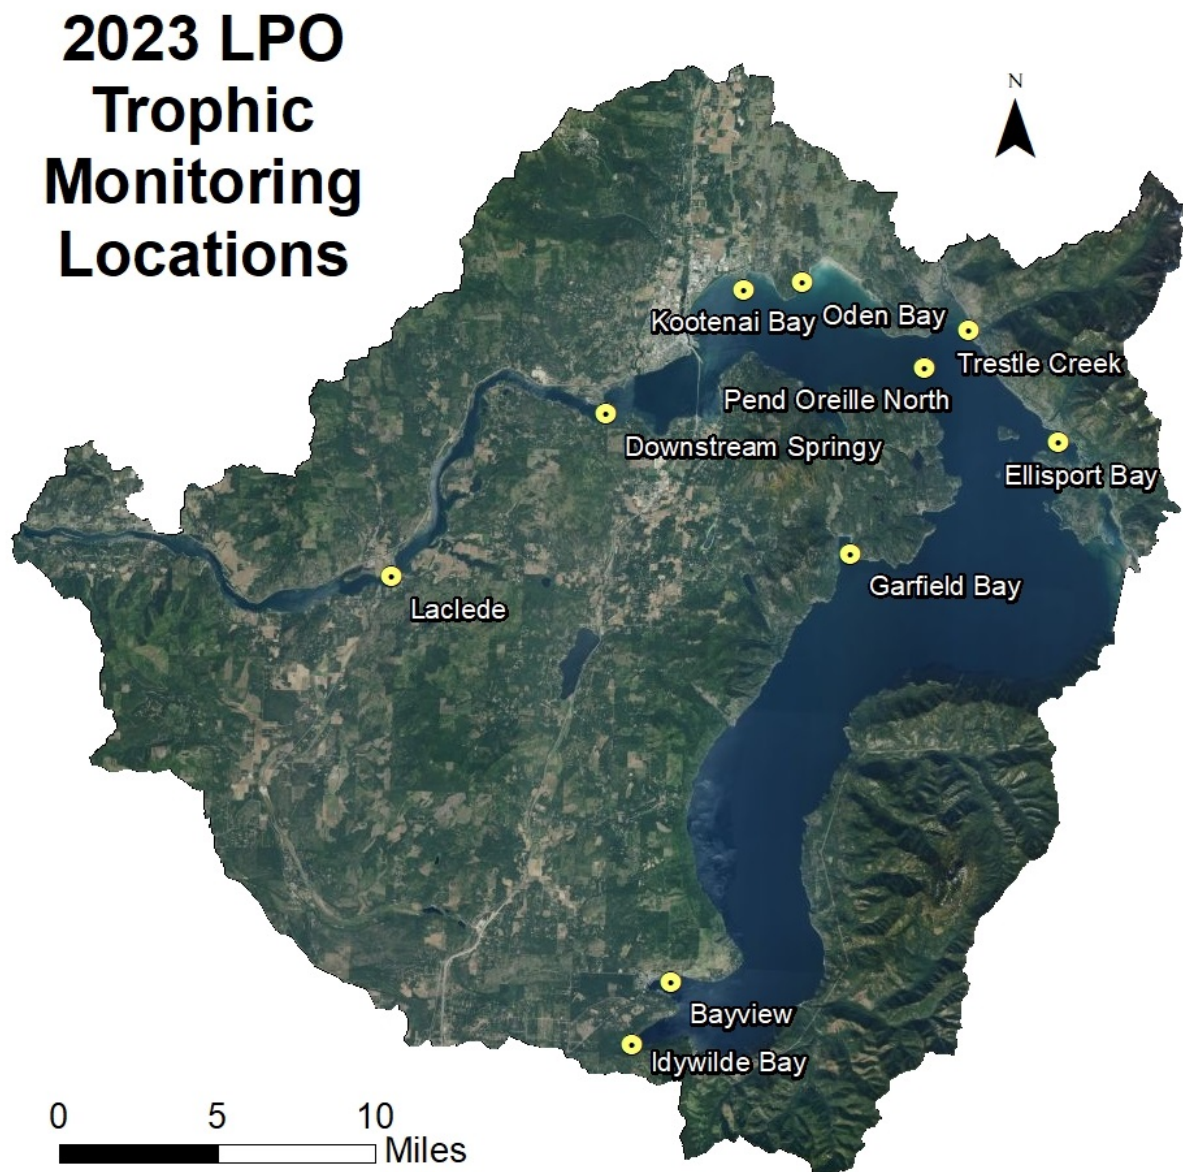 2023 LPO
Trophic
Monitoring
Locations
N
Kootenai Bay
Oden Bay
Trestle Creek
Pend Oreille North
Downstream Springy
Ellisport Bay
Garfield Bay
Laclede
Bayview
Idywilde Bay
0 5 10
Miles